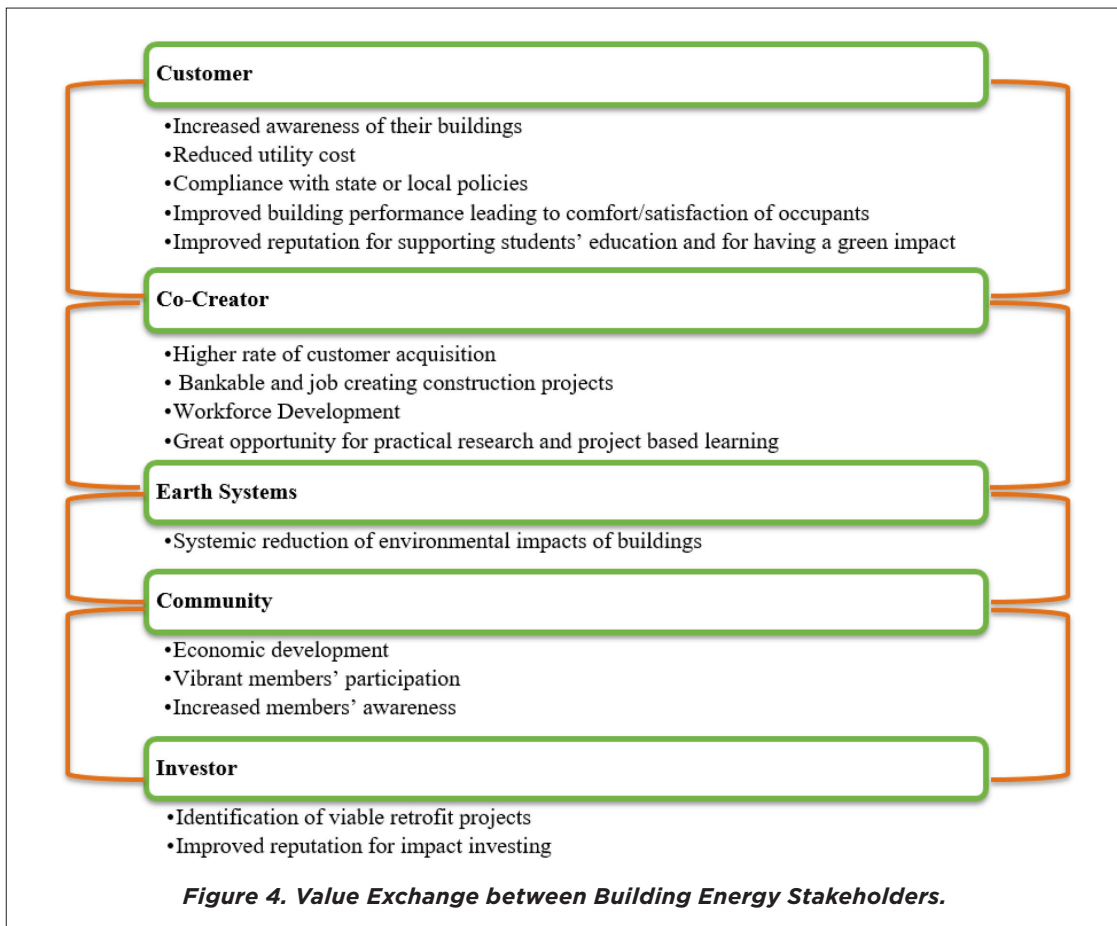 Customer
•Increased awareness of their buildings
•Reduced utility cost
•Compliance with state or local policies
•Improved building performance leading to comfort/satisfaction of occupants
•Improved reputation for supporting students’ education and for having a green impact
Co-Creator
•Higher rate of customer acquisition
• Bankable and job creating construction projects
•Workforce Development
•Great opportunity for practical research and project based learning
Earth Systems
•Systemic reduction of environmental impacts of buildings
Community
•Economic development
•Vibrant members’ participation
•Increased members’ awareness
Investor
•Identification of viable retrofit projects
•Improved reputation for impact investing
Figure 4. Value Exchange between Building Energy Stakeholders.